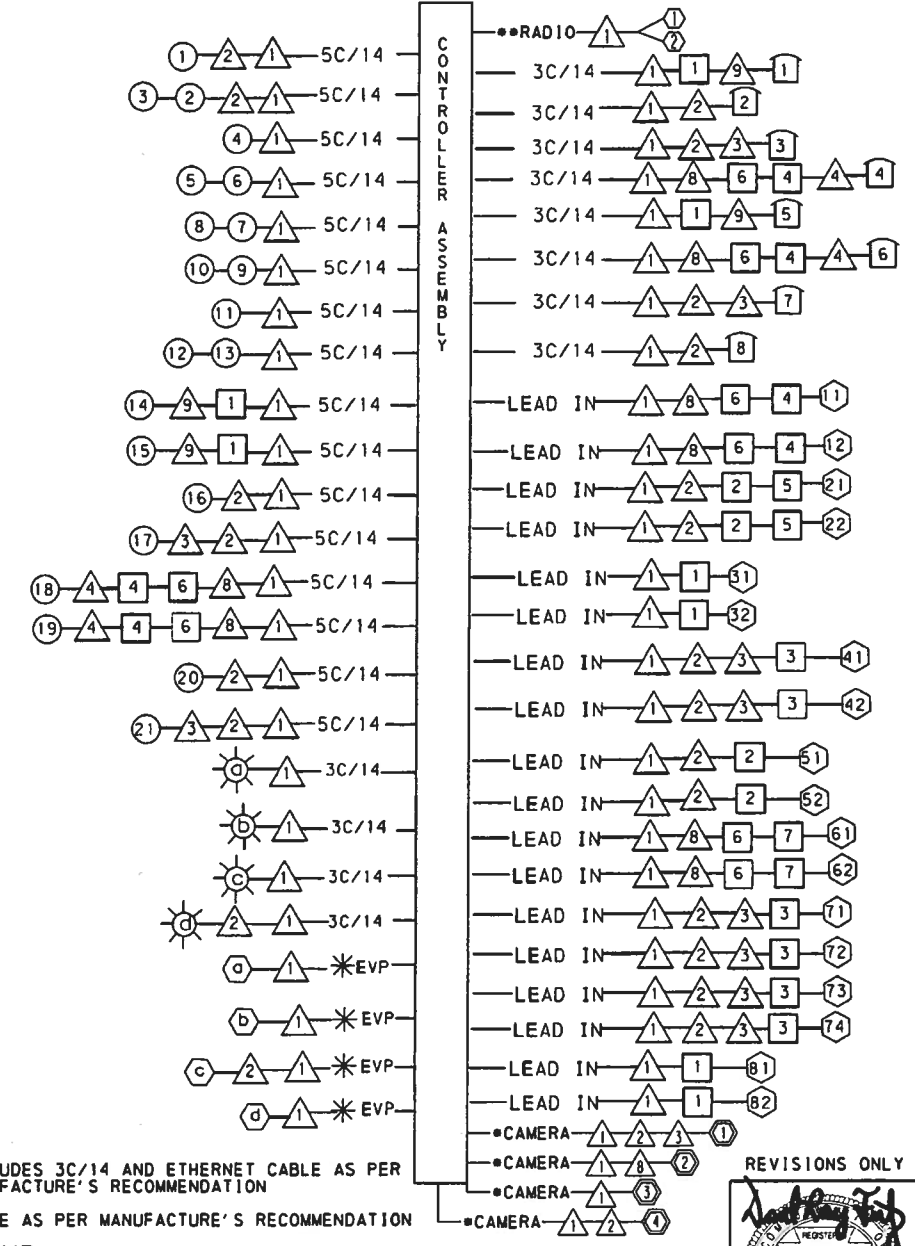 CONTROLLER ASSEMBLY
1 2 1 5C/14
3 2 2 1 5C/14
4 1 5C/14
5 6 1 5C/14
8 7 1 5C/14
10 9 1 5C/14
11 1 5C/14
12 13 1 5C/14
14 9 1 1 5C/14
15 9 1 1 5C/14
16 2 1 5C/14
17 3 2 1 5C/14
18 4 4 6 8 1 5C/14
19 4 4 6 8 1 5C/14
20 2 1 5C/14
21 3 2 1 5C/14
a 1 3C/14
b 1 3C/14
c 1 3C/14
d 2 1 3C/14
a 1 *EVP
b 1 *EVP
c 2 1 *EVP
d 1 *EVP
**RADIO 1 1
2
3C/14 1 1 9 1
3C/14 1 2 2
3C/14 1 2 3 3
3C/14 1 8 6 4 4 4
3C/14 1 1 9 5
3C/14 1 8 6 4 4 6
3C/14 1 2 3 7
3C/14 1 2 8
LEAD IN 1 8 6 4 11
LEAD IN 1 8 6 4 12
LEAD IN 1 2 2 5 21
LEAD IN 1 2 2 5 22
LEAD IN 1 1 31
LEAD IN 1 1 32
LEAD IN 1 2 3 3 41
LEAD IN 1 2 3 3 42
LEAD IN 1 2 2 51
LEAD IN 1 2 2 52
LEAD IN 1 8 6 7 61
LEAD IN 1 8 6 7 62
LEAD IN 1 2 3 3 71
LEAD IN 1 2 3 3 72
LEAD IN 1 2 3 3 73
LEAD IN 1 2 3 3 74
LEAD IN 1 1 81
LEAD IN 1 1 82
*CAMERA 1 2 3 1
*CAMERA 1 8 2
*CAMERA 1 3
*CAMERA 1 2 4
UDES 3C/14 AND ETHERNET CABLE AS PER
FACTURE'S RECOMMENDATION
E AS PER MANUFACTURE'S RECOMMENDATION
REVISIONS ONLY